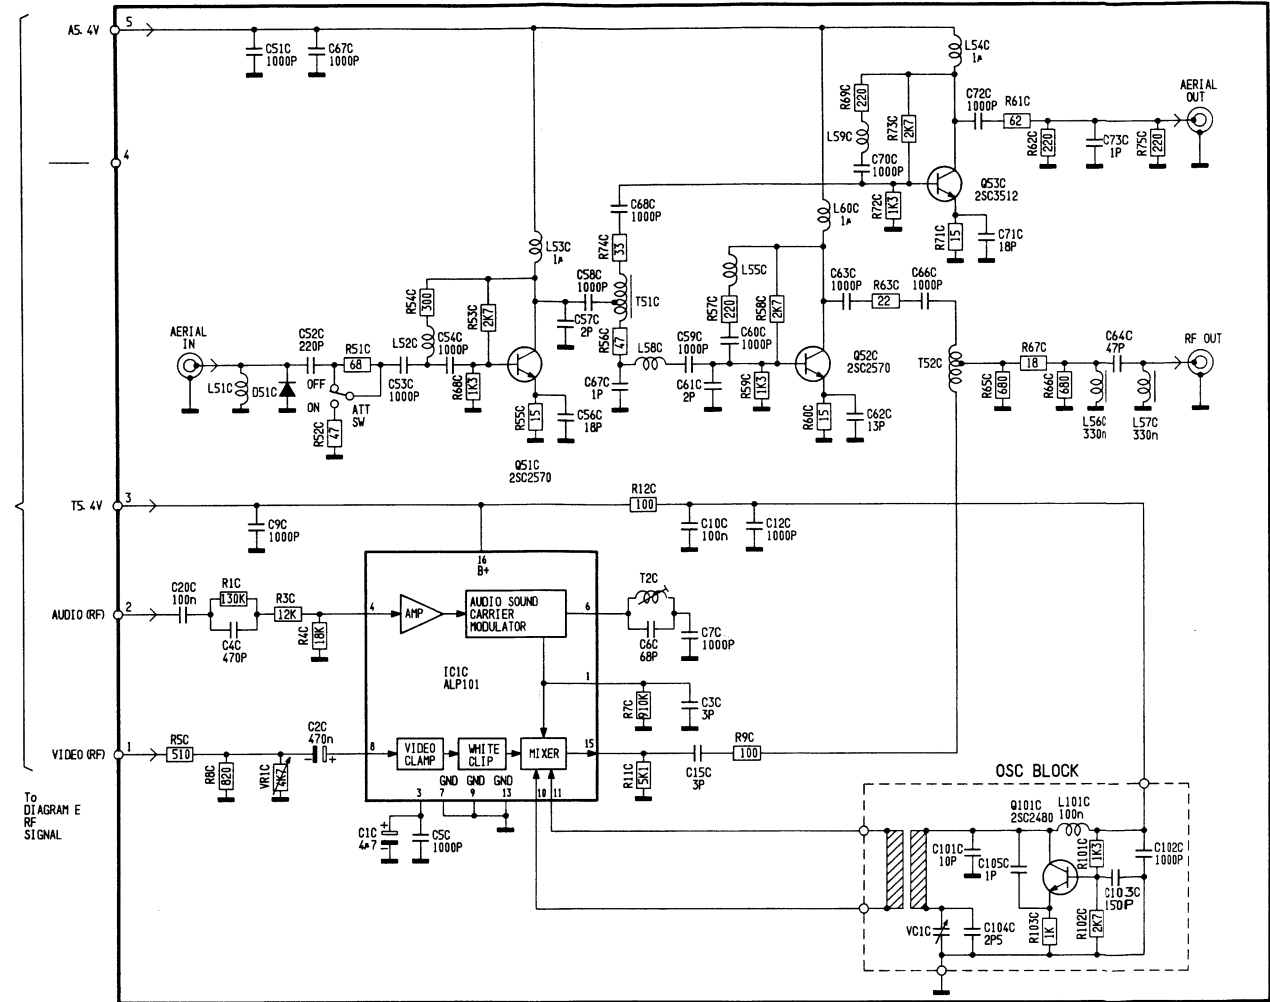 A5.4V
5
C51C
1000P
C67C
1000P
L54C
1µ
R69C
220
C72C
1000P
R61C
62
AERIAL
OUT
L59C
R73C
2K7
R62C
220
C73C
1P
R75C
220
4
C70C
1000P
Q53C
2SC3512
R72C
1K3
C68C
1000P
L60C
1µ
R71C
15
C71C
18P
L53C
1µ
R74C
33
C58C
1000P
L55C
C63C
1000P
C66C
1000P
R54C
300
R53C
2K7
T51C
R57C
220
R58C
2K7
R63C
22
C57C
2P
R56C
47
C60C
1000P
AERIAL
IN
C52C
220P
R51C
68
L52C
C54C
1000P
C59C
1000P
L58C
Q52C
2SC2570
R67C
18
C64C
47P
RF OUT
T52C
L51C
D51C
OFF
ON
ATT
SW
C53C
1000P
R68C
1K3
C67C
1P
C61C
2P
R59C
1K3
R65C
680
R66C
680
R52C
47
R55C
15
C56C
18P
R60C
15
C62C
13P
L56C
330n
L57C
330n
Q51C
2SC2570
T5.4V
3
R12C
100
C9C
1000P
C10C
100n
C12C
1000P
16
B+
C20C
100n
R1C
130K
T2C
AUDIO(RF)
2
R3C
12K
4
AMP
AUDIO SOUND
CARRIER
MODULATOR
6
C4C
470P
R4C
18K
C6C
68P
C7C
1000P
IC1C
ALP101
1
R7C
910K
C3C
3P
VIDEO(RF)
1
R5C
510
C2C
470n
- +
8
VIDEO
CLAMP
WHITE
CLIP
MIXER
15
R9C
100
R8C
820
VR1C
4K7
R11C
5K1
C15C
3P
GND GND GND
3 7 9 13 10 11
OSC BLOCK
To
DIAGRAM E
RF
SIGNAL
+
-
C1C
4µ7
C5C
1000P
Q101C
2SC2480
L101C
100n
C101C
10P
C105C
1P
R101C
1K3
C102C
1000P
C103C
150P
VC1C
C104C
2P5
R103C
1K
R102C
2K7